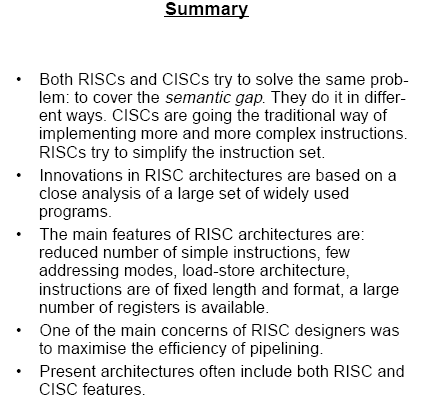 Summary
• Both RISCs and CISCs try to solve the same prob-
lem: to cover the semantic gap. They do it in differ-
ent ways. CISCs are going the traditional way of
implementing more and more complex instructions.
RISCs try to simplify the instruction set.
• Innovations in RISC architectures are based on a
close analysis of a large set of widely used
programs.
• The main features of RISC architectures are:
reduced number of simple instructions, few
addressing modes, load-store architecture,
instructions are of fixed length and format, a large
number of registers is available.
• One of the main concerns of RISC designers was
to maximise the efficiency of pipelining.
• Present architectures often include both RISC and
CISC features.